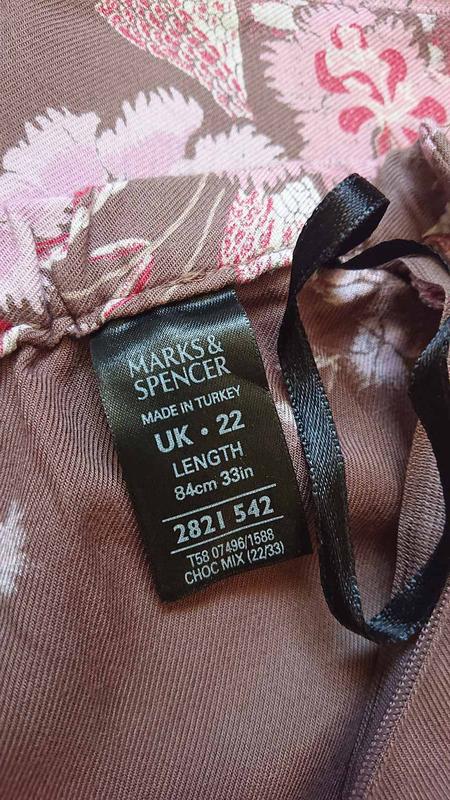 MARKS &
SPENCER
MADE IN TURKEY
UK • 22
LENGTH
84cm 33in
2821 542
T58 07496/1588
CHOC MIX (22/33)